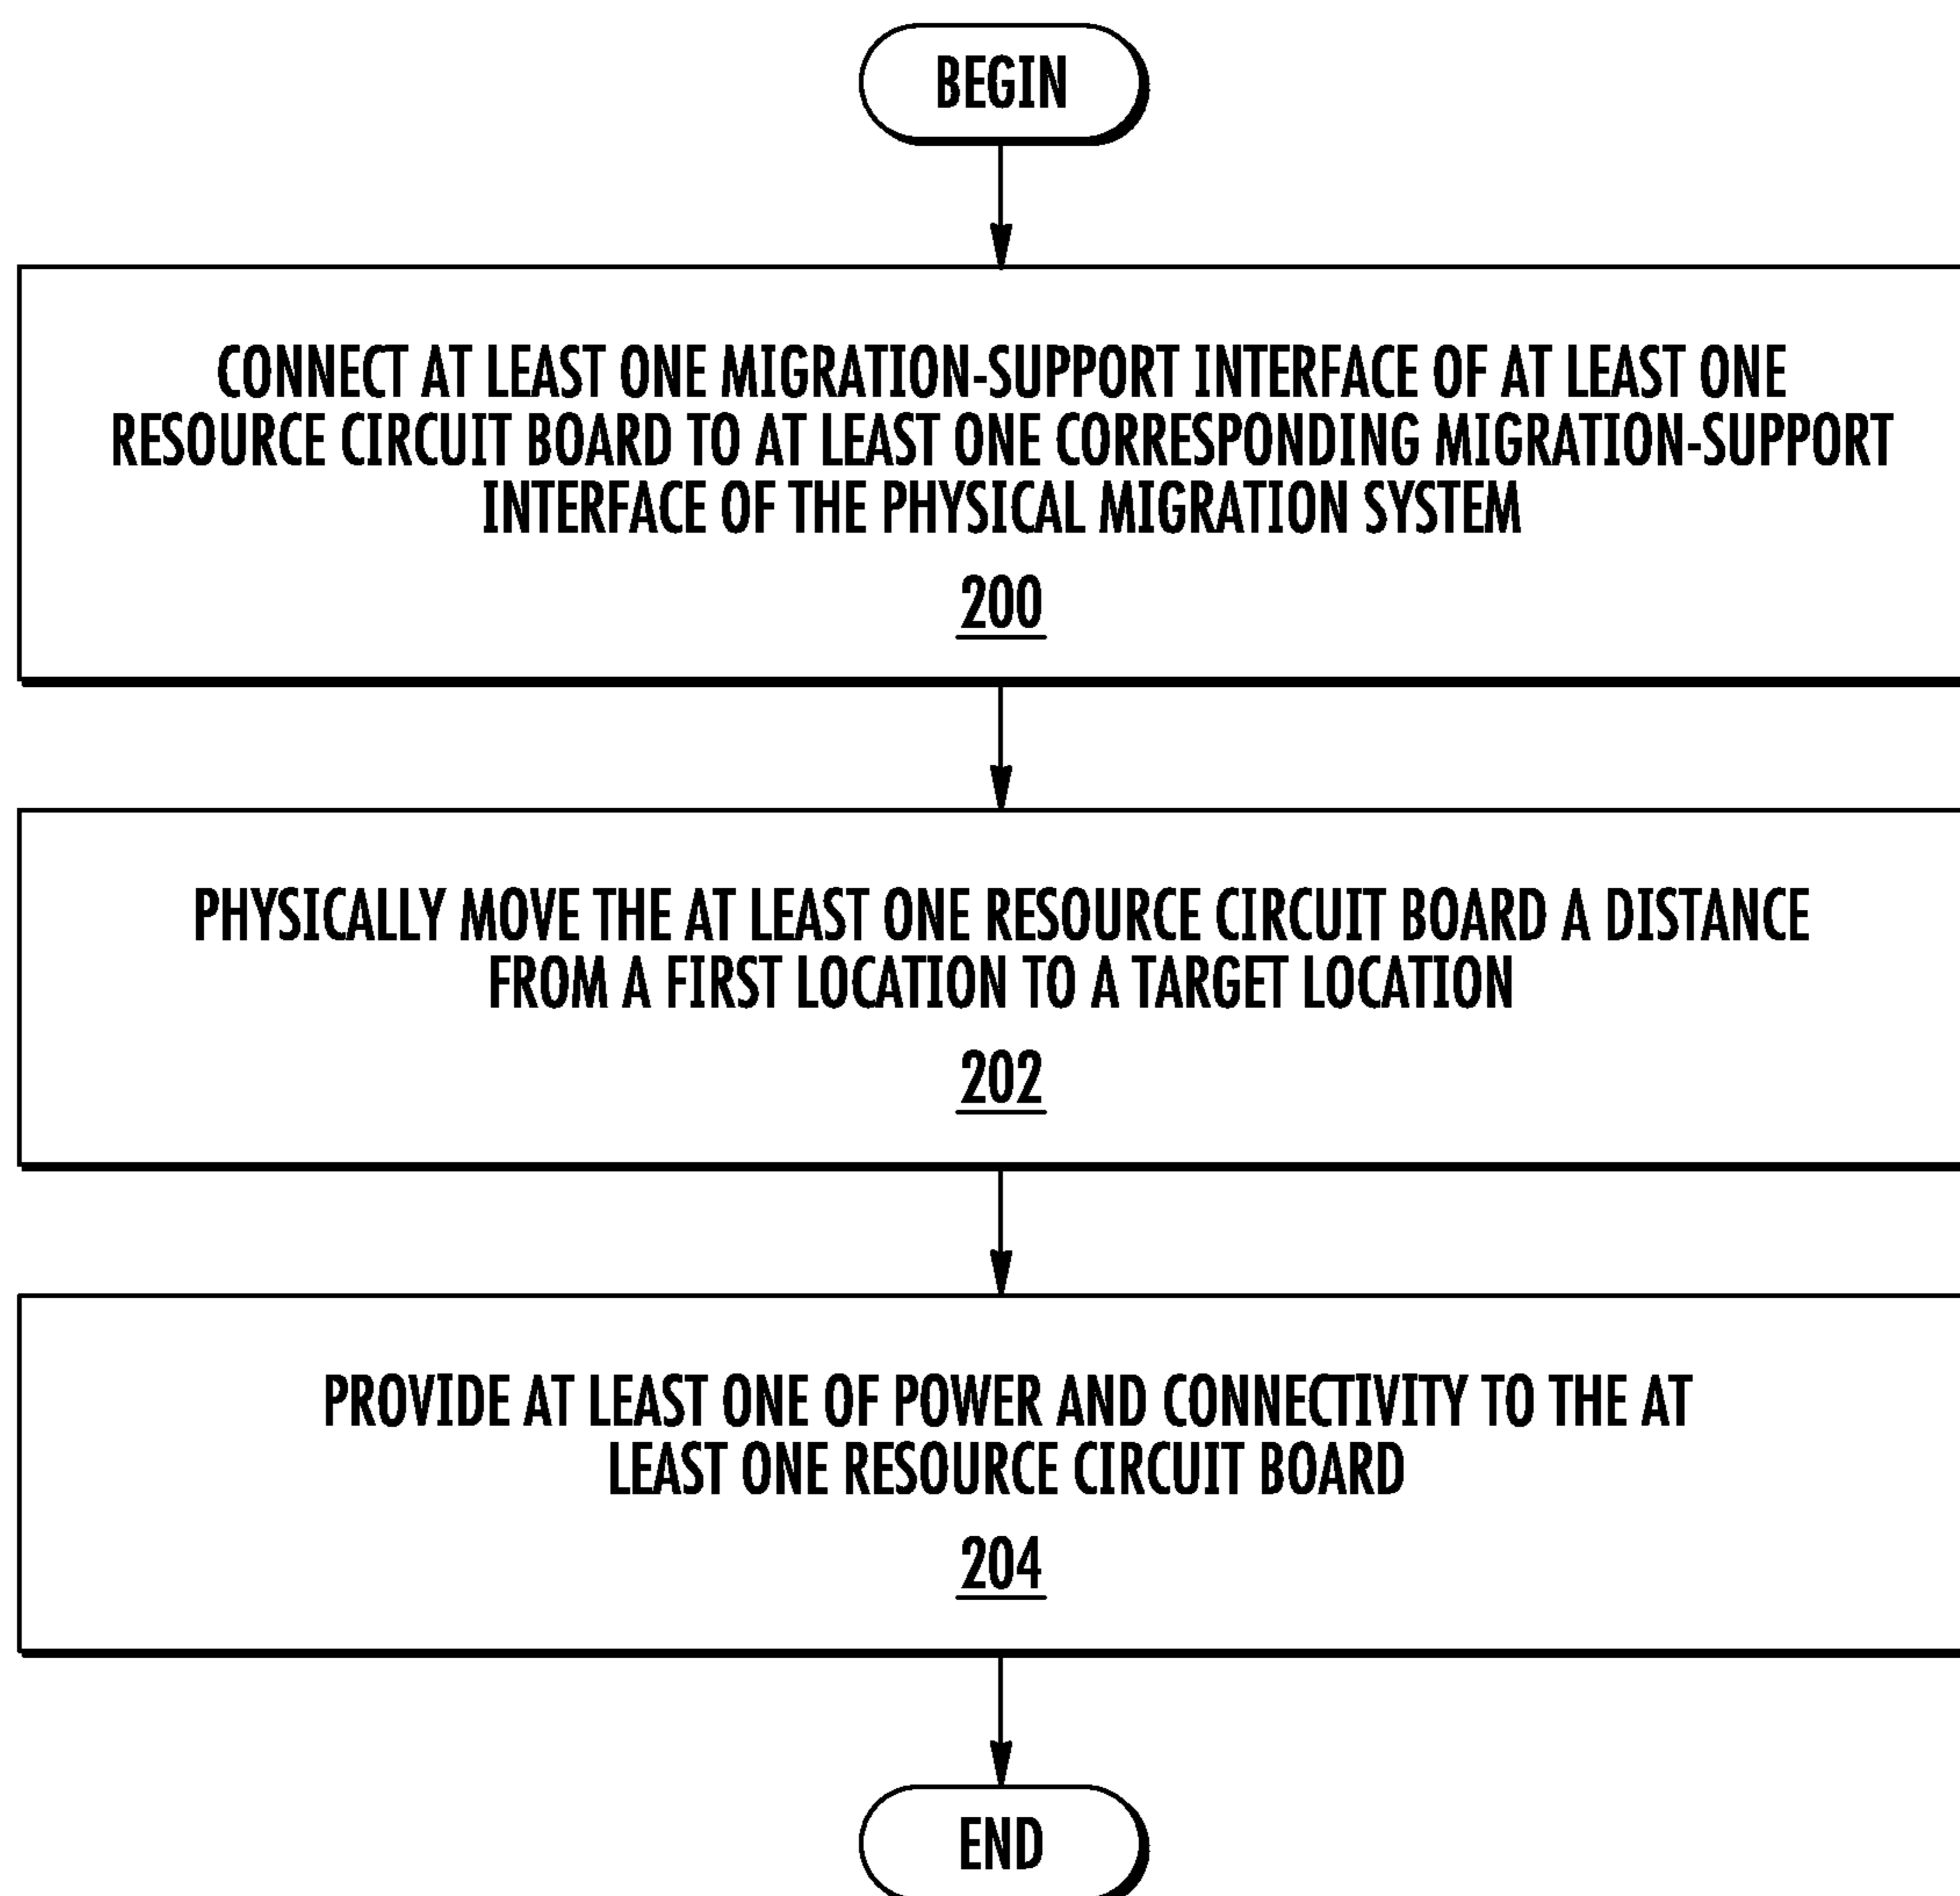 BEGIN
CONNECT AT LEAST ONE MIGRATION-SUPPORT INTERFACE OF AT LEAST ONE
RESOURCE CIRCUIT BOARD TO AT LEAST ONE CORRESPONDING MIGRATION-SUPPORT
INTERFACE OF THE PHYSICAL MIGRATION SYSTEM
200
PHYSICALLY MOVE THE AT LEAST ONE RESOURCE CIRCUIT BOARD A DISTANCE
FROM A FIRST LOCATION TO A TARGET LOCATION
202
PROVIDE AT LEAST ONE OF POWER AND CONNECTIVITY TO THE AT
LEAST ONE RESOURCE CIRCUIT BOARD
204
END